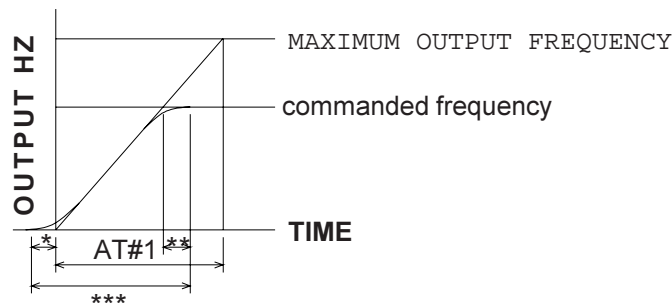 MAXIMUM OUTPUT FREQUENCY
OUTPUT HZ
commanded frequency
TIME
*
AT#1
**
***